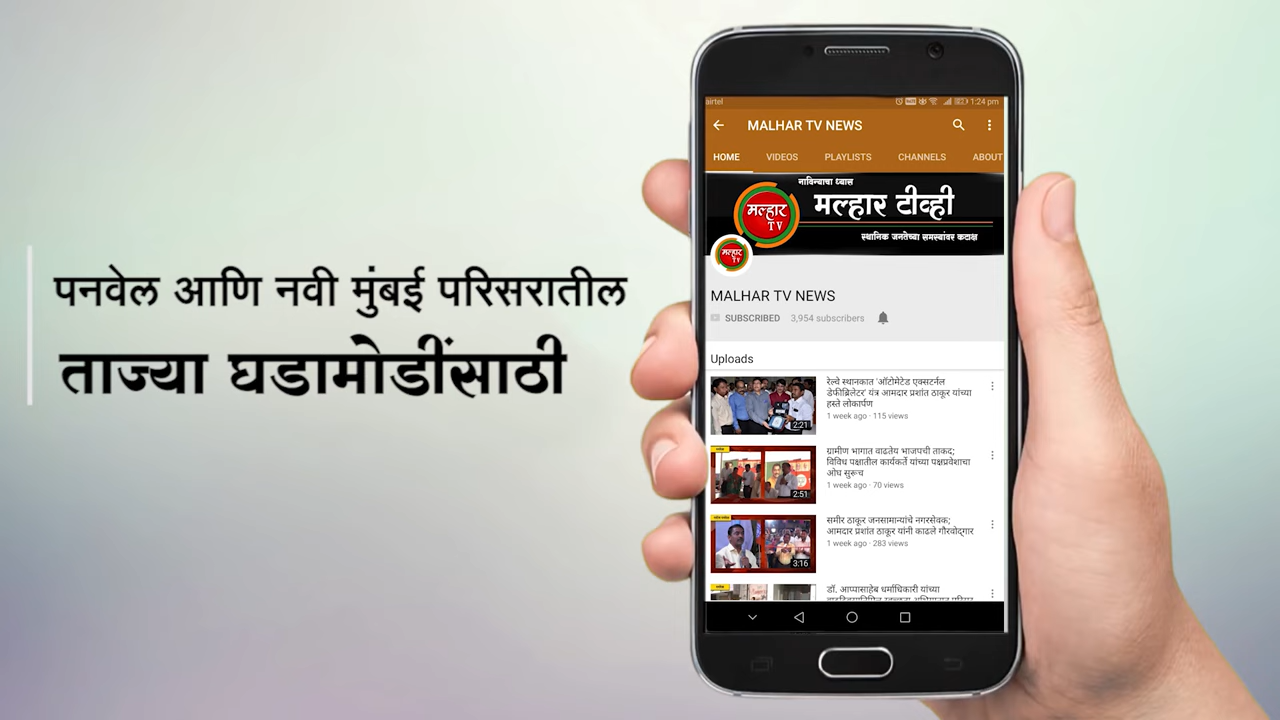 पनवेल आणि नवी मुंबई परिसरातील
ताज्या घडामोडींसाठी
airtel
1:24 pm
MALHAR TV NEWS
HOME VIDEOS PLAYLISTS CHANNELS ABOUT
नाविन्याचा ध्यास
मल्हार टीव्ही
मल्हार
TV
स्थानिक जनतेच्या समस्यांवर कटाक्ष
मल्हार
TV
MALHAR TV NEWS
SUBSCRIBED 3,954 subscribers
Uploads
रेल्वे स्थानकात 'ऑटोमेटेड एक्सटर्नल
डेफीब्रिलेटर' यंत्र आमदार प्रशांत ठाकूर यांच्या
हस्ते लोकार्पण
1 week ago · 115 views
2:21
ग्रामीण भागात वाढतेय भाजपची ताकद;
विविध पक्षातील कार्यकर्ते यांच्या पक्षप्रवेशाचा
ओघ सुरूच
1 week ago · 70 views
2:51
समीर ठाकूर जनसामान्यांचे नगरसेवक;
आमदार प्रशांत ठाकूर यांनी काढले गौरवोद्गार
1 week ago · 283 views
3:16
डॉ. आप्पासाहेब धर्माधिकारी यांच्या